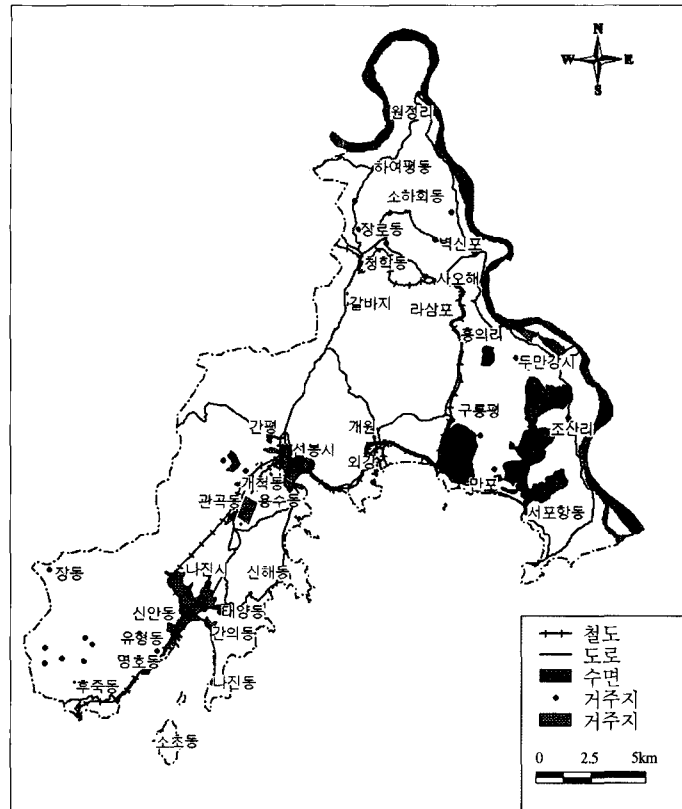 N
W E
S
원정리
하여평동
소하회동
장로동
벽신포
청학동
사오해
갈바지
라삼포
홍의리
두만강시
구룡평
조산리
간평
개원
선봉시
외강
개척동
만포
관곡동
용수동
서포항동
장동
나진시
신해동
신안동
태양동
유형동
간의동
명호동
후죽동
나진동
소초동
철도
도로
수면
거주지
거주지
0 2.5 5km